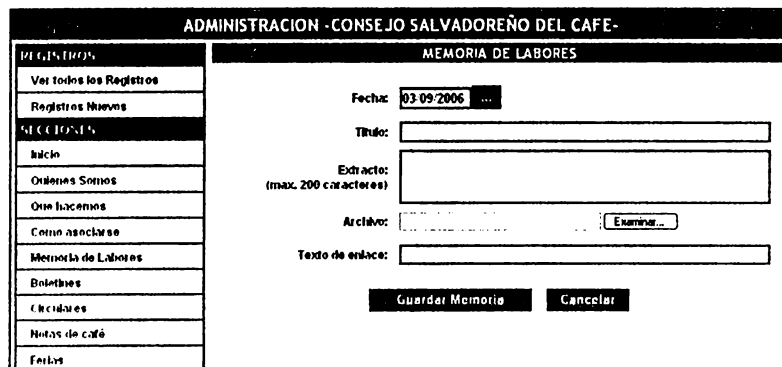 ADMINISTRACION -CONSEJO SALVADOREÑO DEL CAFE-
REGISTROS
Ver todos los Registros
Registros Nuevos
SECCIONES
Inicio
Quienes Somos
Que hacemos
Como asociarse
Memoria de Labores
Boletines
Circulares
Notas de café
Ferias
MEMORIA DE LABORES
Fecha: 03/09/2006 ...
Título:
Extracto:
(max. 200 caracteres)
Archivo: Examinar...
Texto de enlace:
Guardar Memoria Cancelar